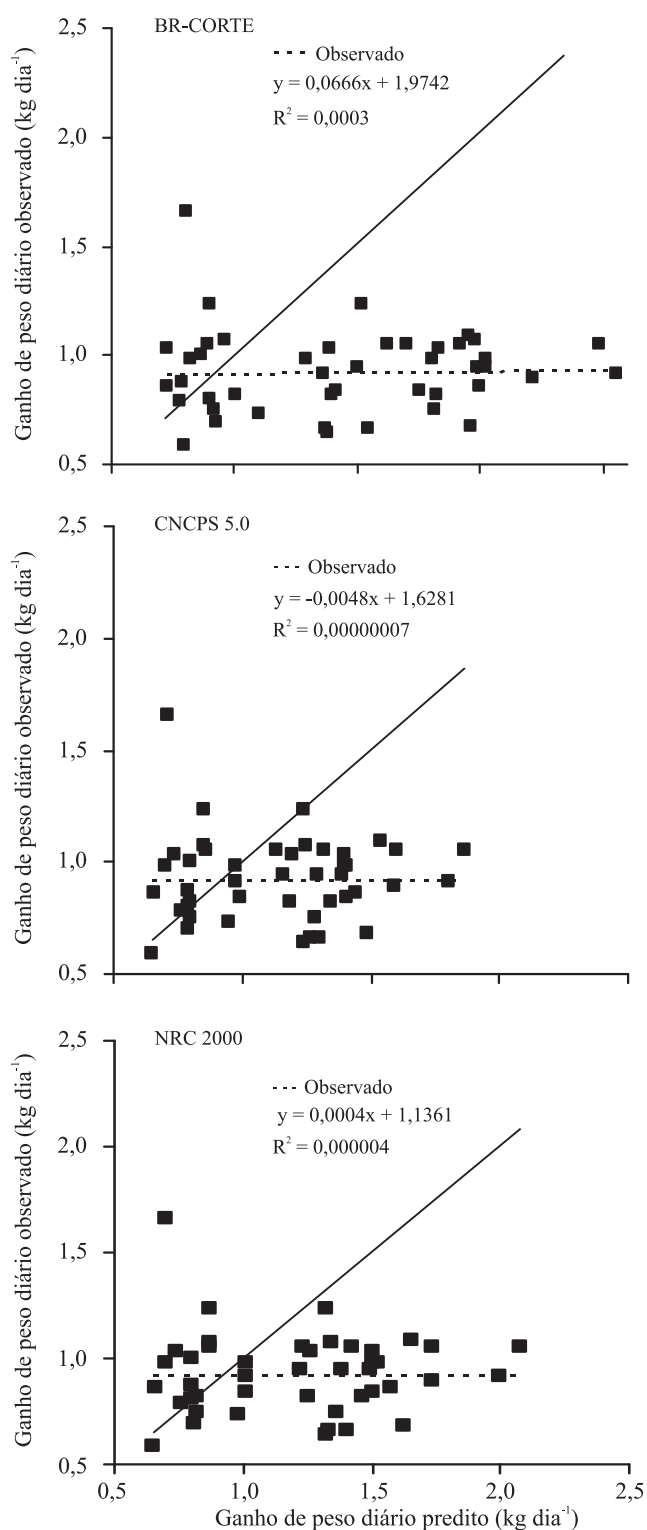 BR-CORTE
Observado
y = 0,0666x + 1,9742
R² = 0,0003
2,5
2,0
1,5
1,0
0,5
Ganho de peso diário observado (kg dia⁻¹)
CNCPS 5.0
Observado
y = -0,0048x + 1,6281
R² = 0,00000007
2,5
2,0
1,5
1,0
0,5
Ganho de peso diário observado (kg dia⁻¹)
NRC 2000
Observado
y = 0,0004x + 1,1361
R² = 0,000004
2,5
2,0
1,5
1,0
0,5
Ganho de peso diário observado (kg dia⁻¹)
0,5 1,0 1,5 2,0 2,5
Ganho de peso diário predito (kg dia⁻¹)